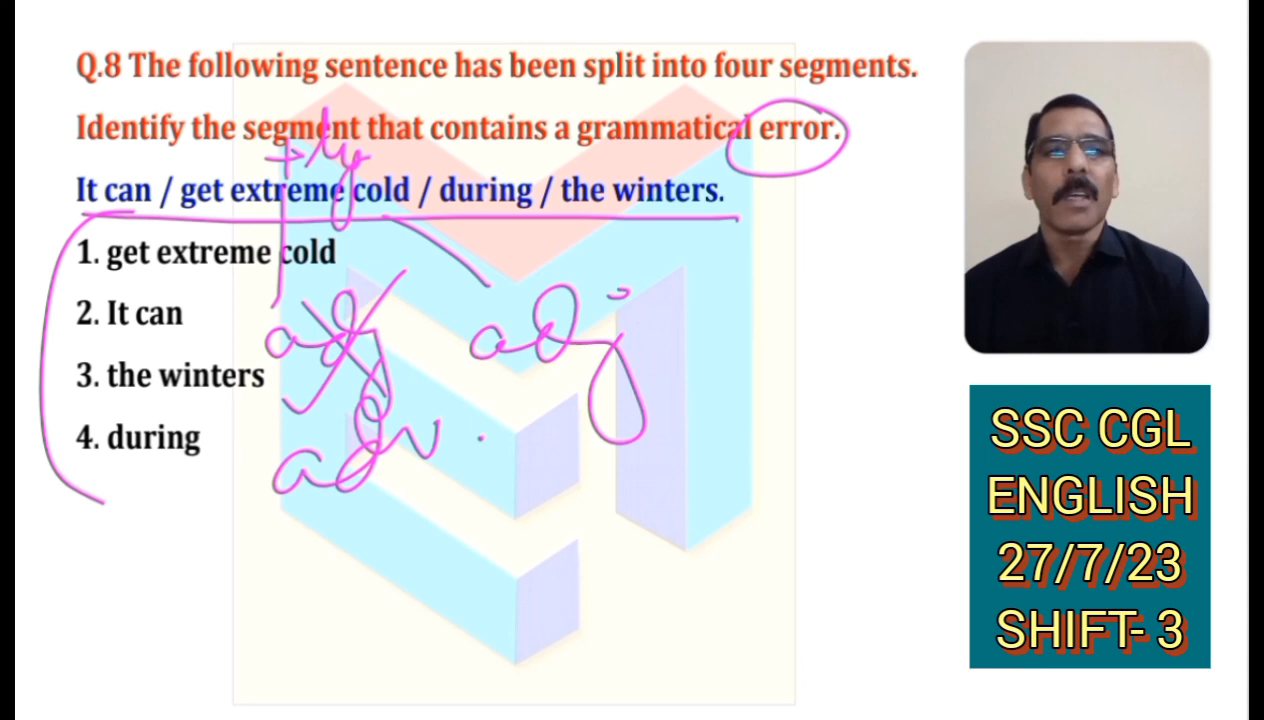 Q.8 The following sentence has been split into four segments.
Identify the segment that contains a grammatical error.
+ly
It can / get extreme cold / during / the winters.
1. get extreme cold
2. It can
3. the winters
4. during
adj
adj
adv.
SSC CGL
ENGLISH
27/7/23
SHIFT- 3